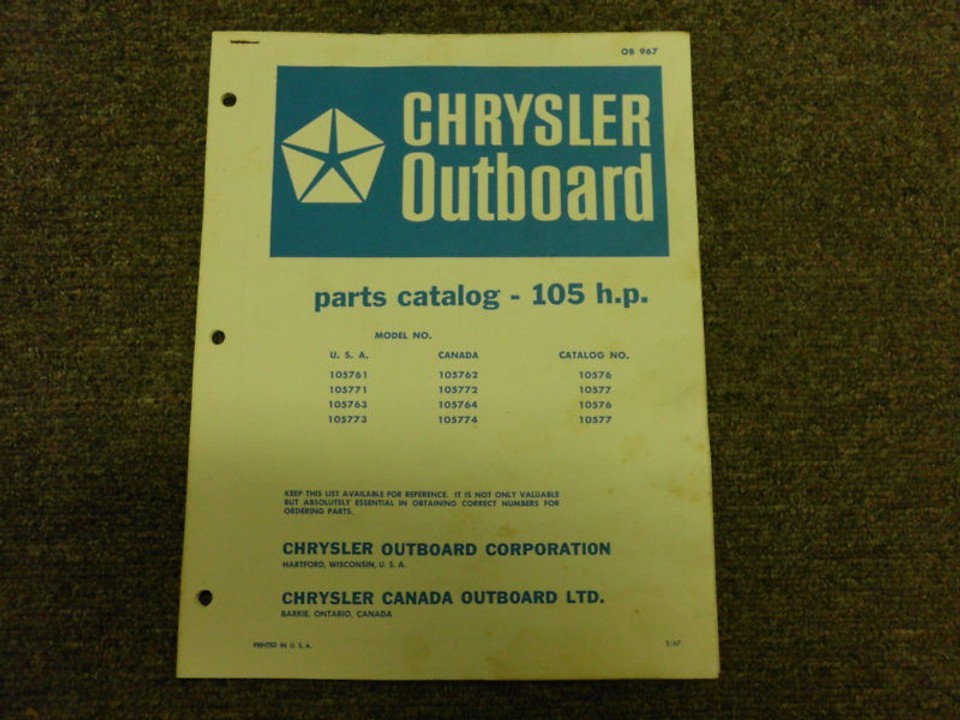 OB 967
CHRYSLER
Outboard
parts catalog - 105 h.p.
MODEL NO.
U. S. A. CANADA CATALOG NO.
105761 105762 10576
105771 105772 10577
105763 105764 10576
105773 105774 10577
KEEP THIS LIST AVAILABLE FOR REFERENCE. IT IS NOT ONLY VALUABLE
BUT ABSOLUTELY ESSENTIAL IN OBTAINING CORRECT NUMBERS FOR
ORDERING PARTS.
CHRYSLER OUTBOARD CORPORATION
HARTFORD, WISCONSIN, U. S. A.
CHRYSLER CANADA OUTBOARD LTD.
BARRIE, ONTARIO, CANADA
PRINTED IN U. S. A.